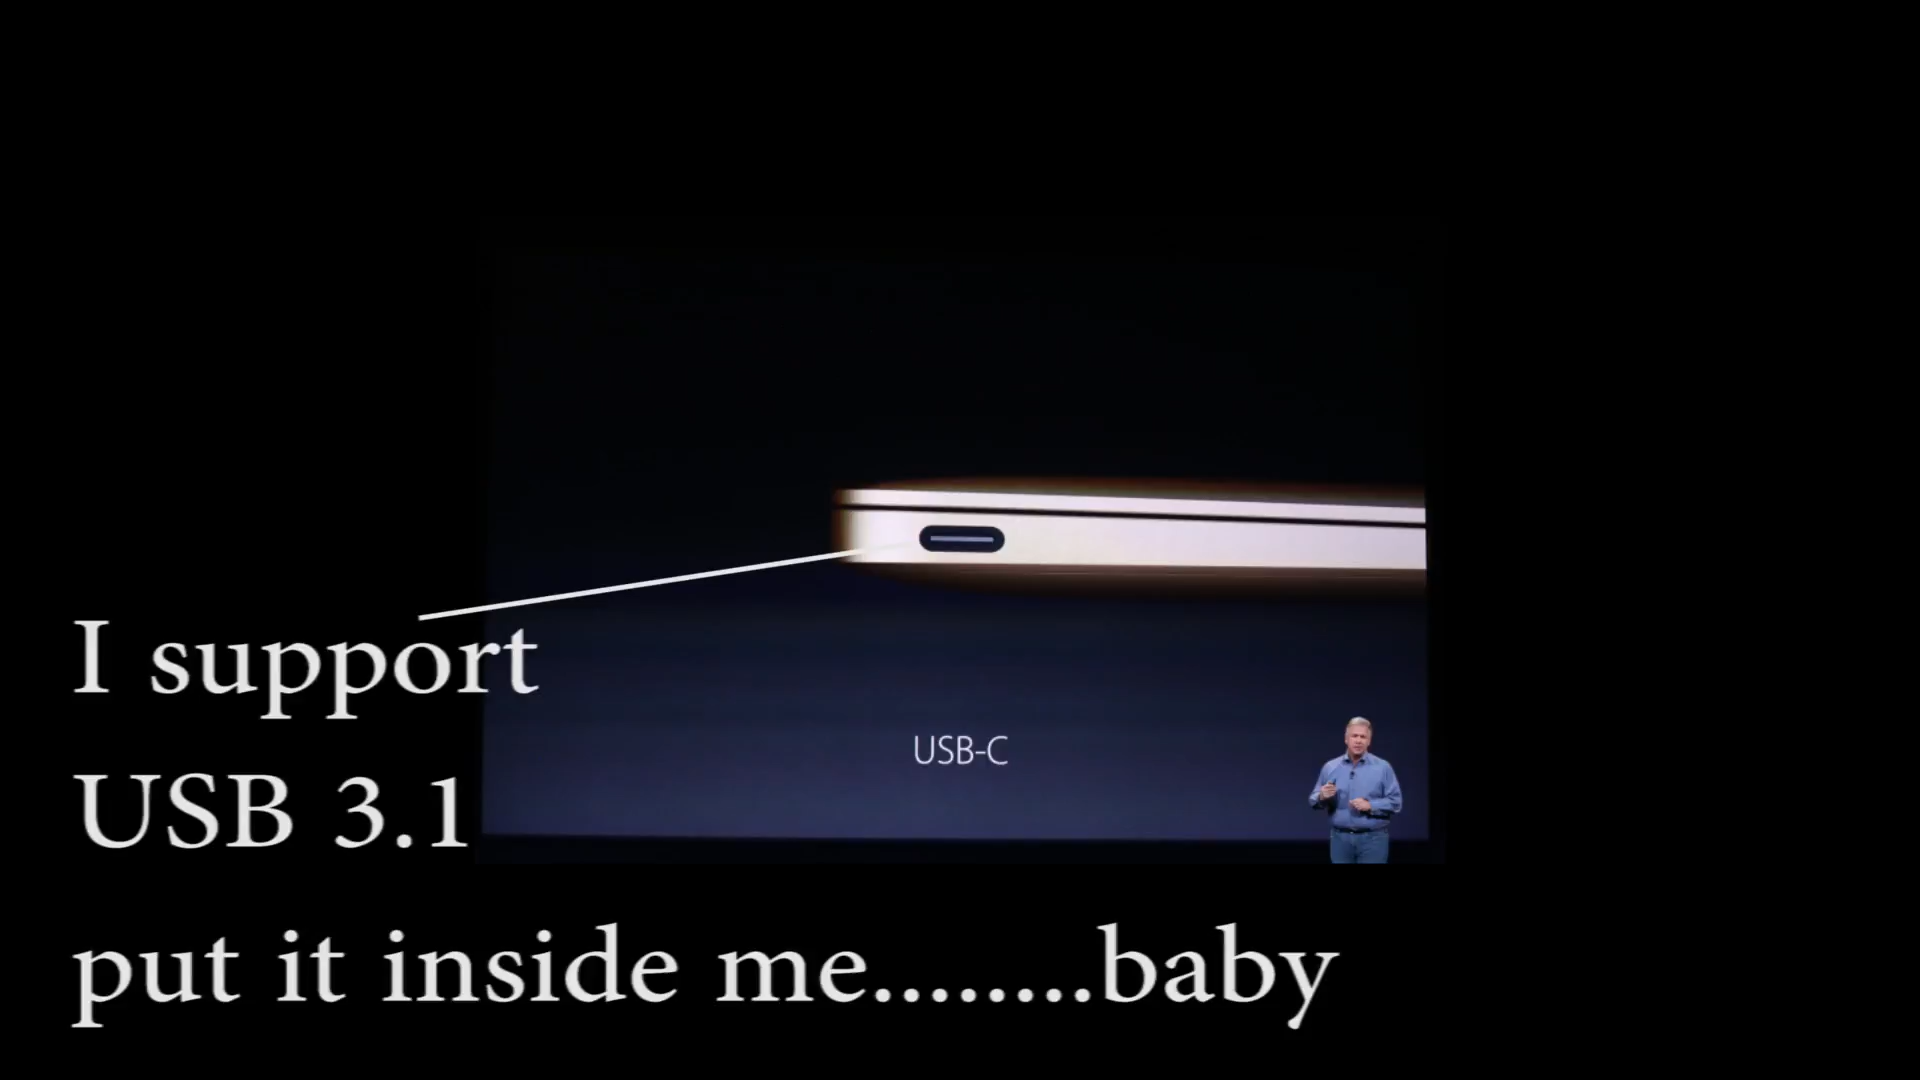 USB-C
I support
USB 3.1
put it inside me........baby